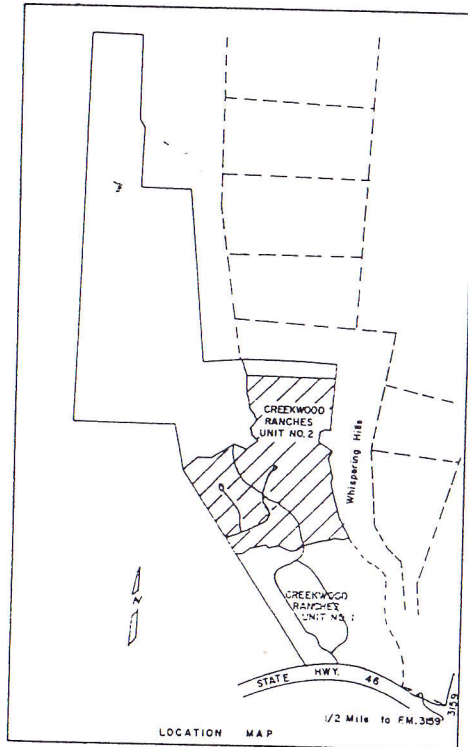 CREEKWOOD
RANCHES
UNIT NO. 2
Whispering Hills
CREEKWOOD
RANCHES
UNIT NO. 1
N
STATE HWY. 46
3159
1/2 Mile to F.M. 3159
LOCATION MAP